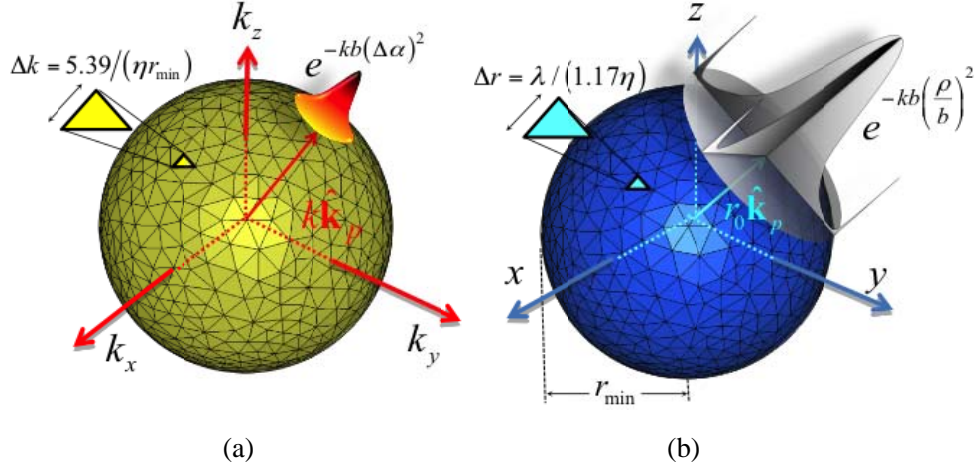 k_z
Δk = 5.39/(ηr_min)
e^{-kb(Δα)^2}
k k̂_p
k_x
k_y
(a)
z
Δr = λ/(1.17η)
e^{-kb(ρ/b)^2}
r_0 k̂_p
x
y
r_min
(b)